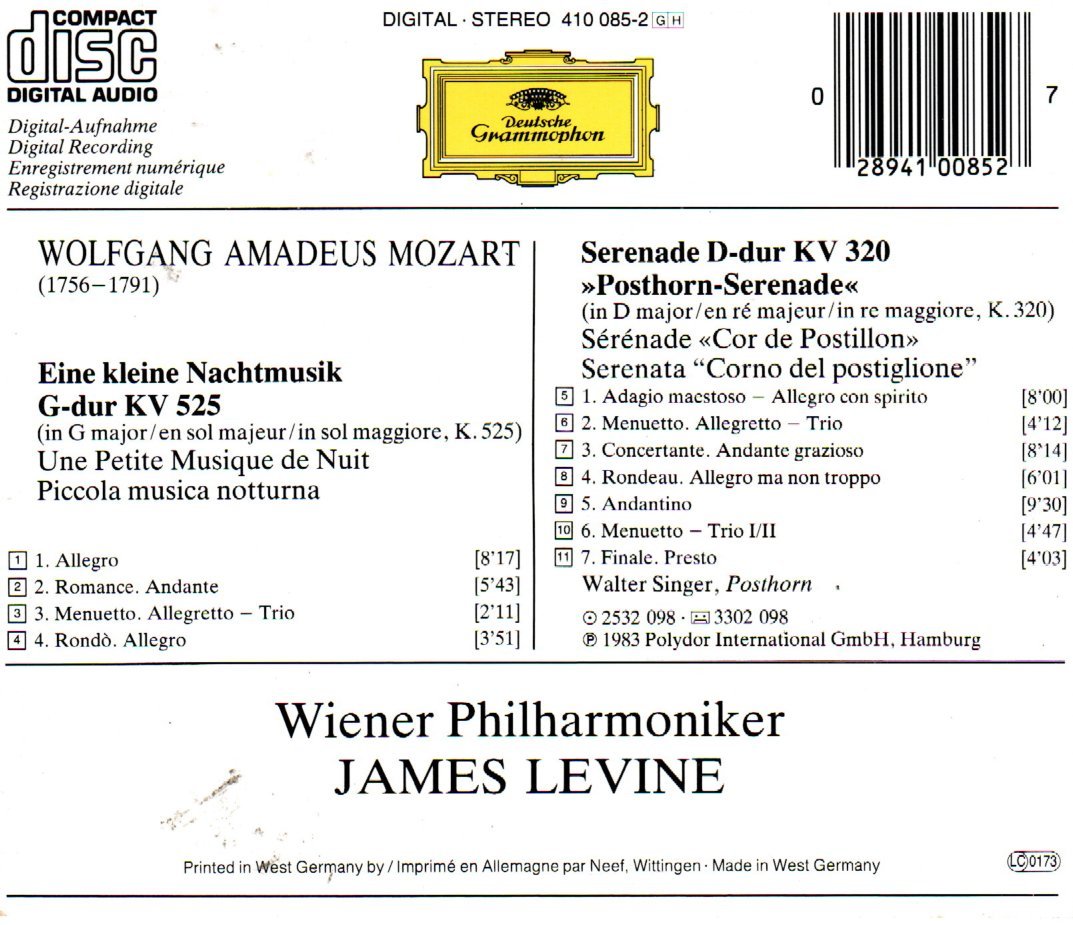 COMPACT
disc
DIGITAL AUDIO
Digital-Aufnahme
Digital Recording
Enregistrement numérique
Registrazione digitale
DIGITAL · STEREO 410 085-2 GH
Deutsche
Grammophon
0 28941 00852 7
WOLFGANG AMADEUS MOZART
(1756–1791)
Eine kleine Nachtmusik
G-dur KV 525
(in G major/en sol majeur/in sol maggiore, K. 525)
Une Petite Musique de Nuit
Piccola musica notturna
1 1. Allegro [8’17]
2 2. Romance. Andante [5’43]
3 3. Menuetto. Allegretto – Trio [2’11]
4 4. Rondò. Allegro [3’51]
Serenade D-dur KV 320
»Posthorn-Serenade«
(in D major/en ré majeur/in re maggiore, K. 320)
Sérénade «Cor de Postillon»
Serenata “Corno del postiglione”
5 1. Adagio maestoso – Allegro con spirito [8’00]
6 2. Menuetto. Allegretto – Trio [4’12]
7 3. Concertante. Andante grazioso [8’14]
8 4. Rondeau. Allegro ma non troppo [6’01]
9 5. Andantino [9’30]
10 6. Menuetto – Trio I/II [4’47]
11 7. Finale. Presto [4’03]
Walter Singer, Posthorn
2532 098 · 3302 098
℗ 1983 Polydor International GmbH, Hamburg
Wiener Philharmoniker
JAMES LEVINE
Printed in West Germany by / Imprimé en Allemagne par Neef, Wittingen · Made in West Germany
LC 0173